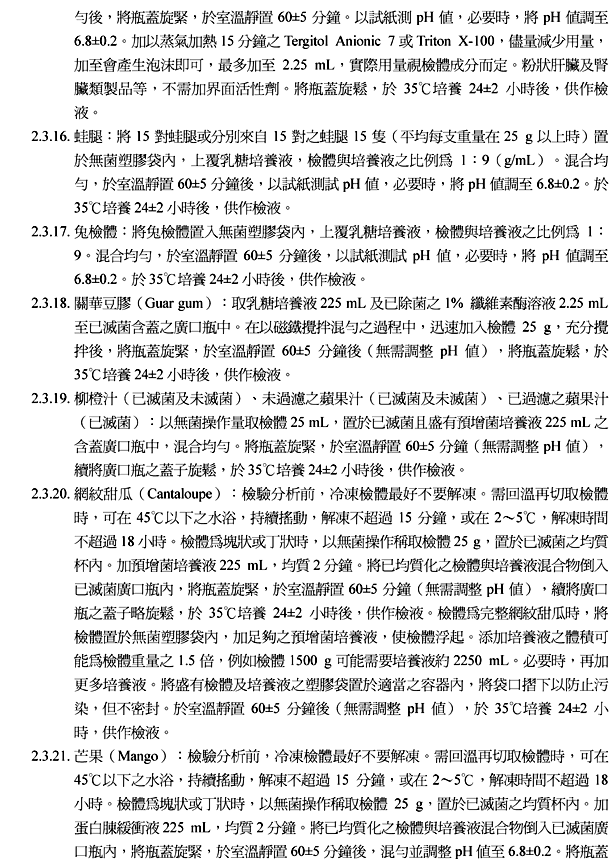 勻後，將瓶蓋旋緊，於室溫靜置 60±5 分鐘。以試紙測 pH 值，必要時，將 pH 值調至
6.8±0.2。加以蒸氣加熱 15 分鐘之 Tergitol Anionic 7 或 Triton X-100，儘量減少用量，
加至會產生泡沫即可，最多加至 2.25 mL，實際用量視檢體成分而定。粉狀肝臟及腎
臟類製品等，不需加界面活性劑。將瓶蓋旋鬆，於 35℃培養 24±2 小時後，供作檢
液。
2.3.16. 蛙腿：將 15 對蛙腿或分別來自 15 對之蛙腿 15 隻（平均每支重量在 25 g 以上時）置
於無菌塑膠袋內，上覆乳糖培養液，檢體與培養液之比例為 1：9（g/mL）。混合均
勻，於室溫靜置 60±5 分鐘後，以試紙測試 pH 值，必要時，將 pH 值調至 6.8±0.2。於
35℃培養 24±2 小時後，供作檢液。
2.3.17. 兔檢體：將兔檢體置入無菌塑膠袋內，上覆乳糖培養液，檢體與培養液之比例為 1：
9。混合均勻，於室溫靜置 60±5 分鐘後，以試紙測試 pH 值，必要時，將 pH 值調至
6.8±0.2。於 35℃培養 24±2 小時後，供作檢液。
2.3.18. 關華豆膠（Guar gum）：取乳糖培養液 225 mL 及已除菌之 1% 纖維素酶溶液 2.25 mL
至已滅菌含蓋之廣口瓶中。在以磁鐵攪拌混勻之過程中，迅速加入檢體 25 g，充分攪
拌後，將瓶蓋旋緊，於室溫靜置 60±5 分鐘後（無需調整 pH 值），將瓶蓋旋鬆，於
35℃培養 24±2 小時後，供作檢液。
2.3.19. 柳橙汁（已滅菌及未滅菌）、未過濾之蘋果汁（已滅菌及未滅菌）、已過濾之蘋果汁
（已滅菌）：以無菌操作量取檢體 25 mL，置於已滅菌且盛有預增菌培養液 225 mL 之
含蓋廣口瓶中，混合均勻。將瓶蓋旋緊，於室溫靜置 60±5 分鐘（無需調整 pH 值），
續將廣口瓶之蓋子旋鬆，於 35℃培養 24±2 小時後，供作檢液。
2.3.20. 網紋甜瓜（Cantaloupe）：檢驗分析前，冷凍檢體最好不要解凍。需回溫再切取檢體
時，可在 45℃以下之水浴，持續搖動，解凍不超過 15 分鐘，或在 2～5℃，解凍時間
不超過 18 小時。檢體為塊狀或丁狀時，以無菌操作稱取檢體 25 g，置於已滅菌之均質
杯內。加預增菌培養液 225 mL，均質 2 分鐘。將已均質化之檢體與培養液混合物倒入
已滅菌廣口瓶內，將瓶蓋旋緊，於室溫靜置 60±5 分鐘（無需調整 pH 值），續將廣口
瓶之蓋子略旋鬆，於 35℃培養 24±2 小時後，供作檢液。檢體為完整網紋甜瓜時，將
檢體置於無菌塑膠袋內，加足夠之預增菌培養液，使檢體浮起。添加培養液之體積可
能為檢體重量之 1.5 倍，例如檢體 1500 g 可能需要培養液約 2250 mL。必要時，再加
更多培養液。將盛有檢體及培養液之塑膠袋置於適當之容器內，將袋口摺下以防止污
染，但不密封。於室溫靜置 60±5 分鐘後（無需調整 pH 值），於 35℃培養 24±2 小
時，供作檢液。
2.3.21. 芒果（Mango）：檢驗分析前，冷凍檢體最好不要解凍。需回溫再切取檢體時，可在
45℃以下之水浴，持續搖動，解凍不超過 15 分鐘，或在 2～5℃，解凍時間不超過 18
小時。檢體為塊狀或丁狀時，以無菌操作稱取檢體 25 g，置於已滅菌之均質杯內。加
蛋白腖緩衝液 225 mL，均質 2 分鐘。將已均質化之檢體與培養液混合物倒入已滅菌廣
口瓶內，將瓶蓋旋緊，於室溫靜置 60±5 分鐘後，混勻並調整 pH 值至 6.8±0.2。將瓶蓋